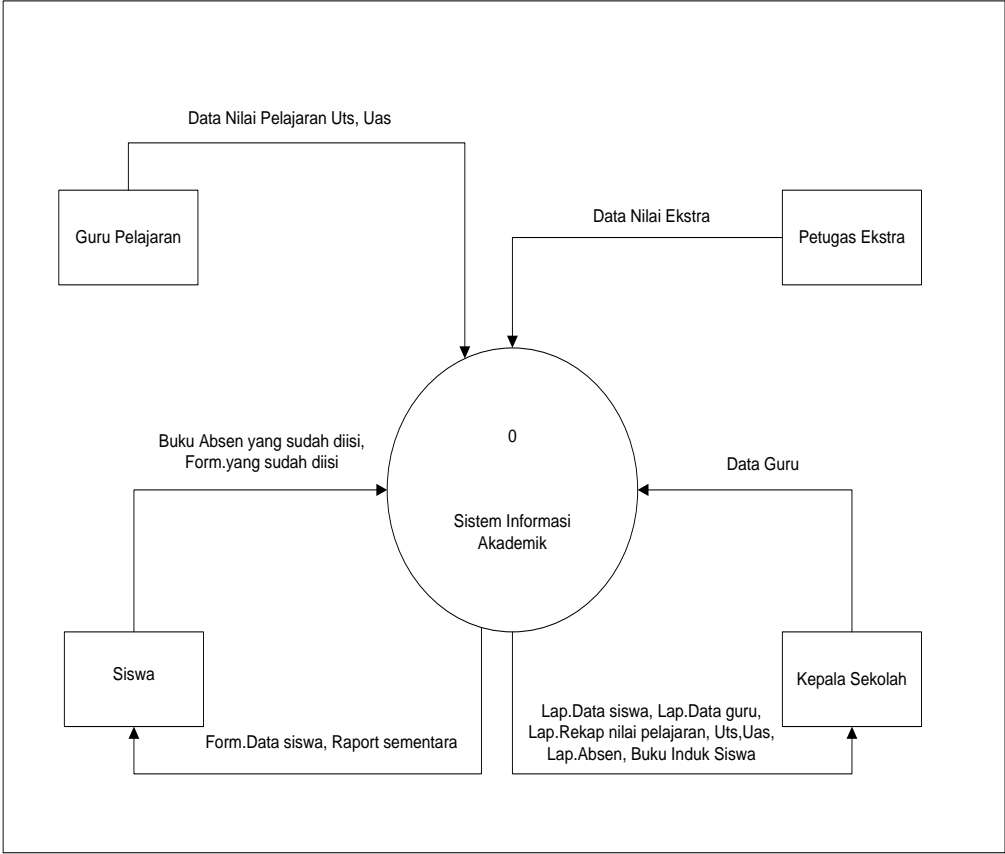 Data Nilai Pelajaran Uts, Uas
Guru Pelajaran
Data Nilai Ekstra
Petugas Ekstra
0
Sistem Informasi
Akademik
Buku Absen yang sudah diisi,
Form.yang sudah diisi
Data Guru
Siswa
Kepala Sekolah
Form.Data siswa, Raport sementara
Lap.Data siswa, Lap.Data guru,
Lap.Rekap nilai pelajaran, Uts,Uas,
Lap.Absen, Buku Induk Siswa